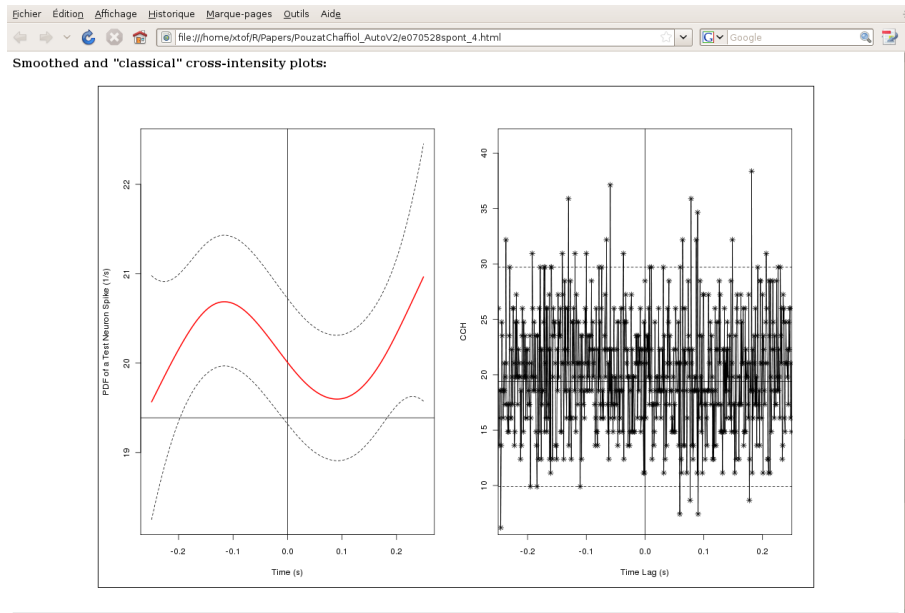 Fichier Édition Affichage Historique Marque-pages Outils Aide
file:///home/xtof/R/Papers/PouzatChaffiol_AutoV2/e070528spont_4.html
G Google
Smoothed and "classical" cross-intensity plots:
PDF of a Test Neuron Spike (1/s)
22
21
20
19
-0.2 -0.1 0.0 0.1 0.2
Time (s)
CCH
40
35
30
25
20
15
10
-0.2 -0.1 0.0 0.1 0.2
Time Lag (s)